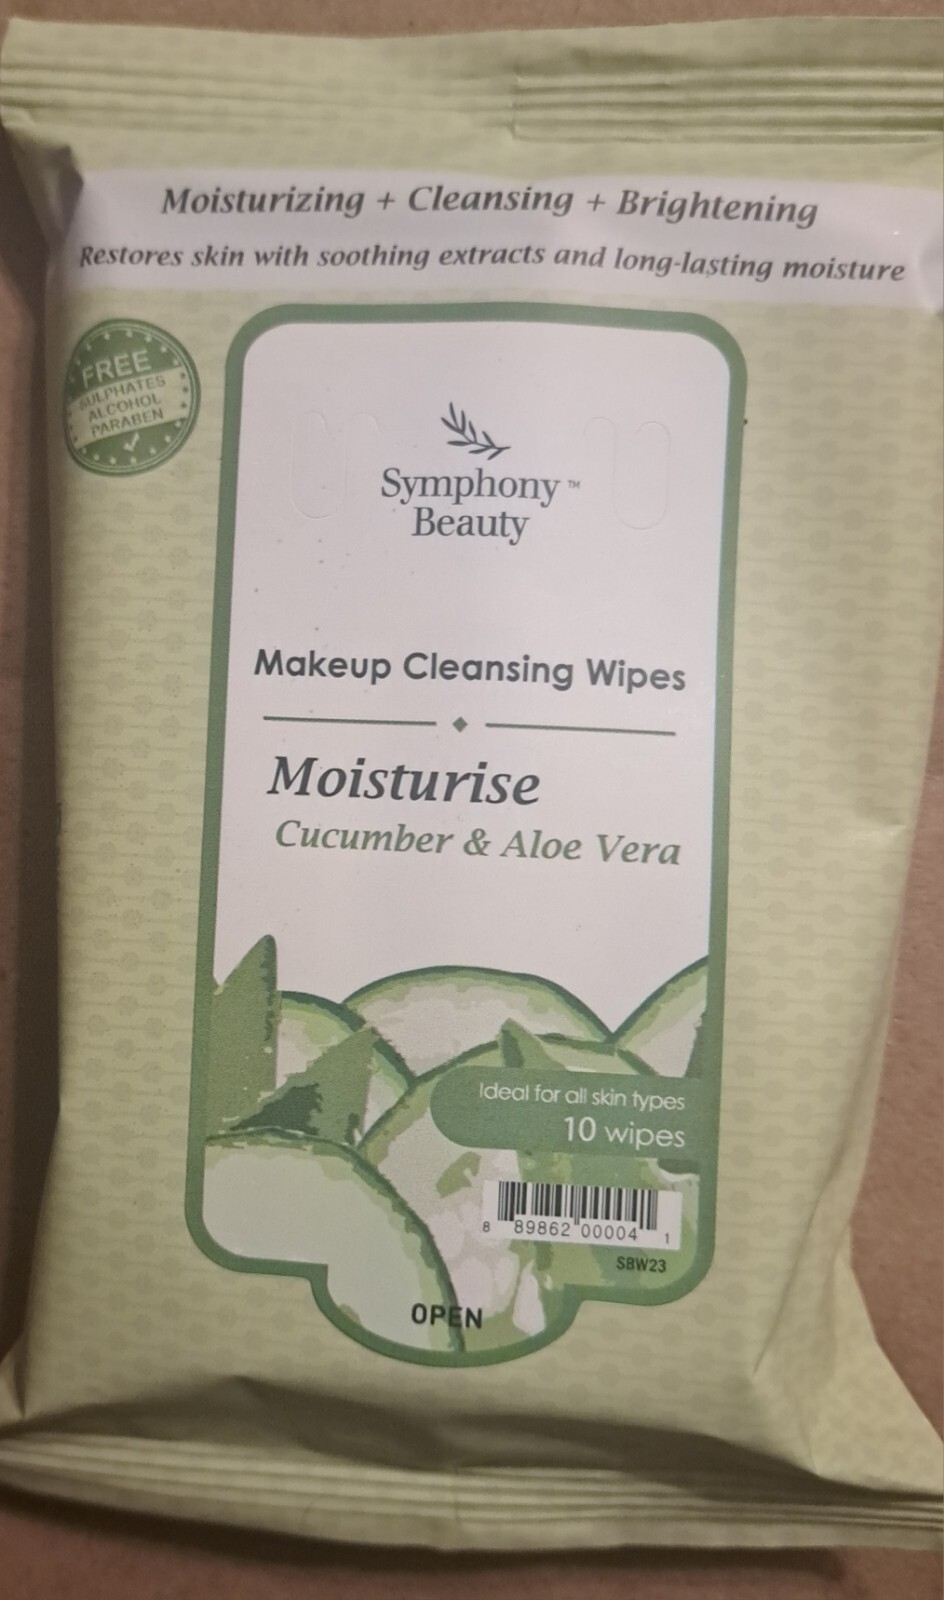 Moisturizing + Cleansing + Brightening
Restores skin with soothing extracts and long-lasting moisture
FREE
SULPHATES
ALCOHOL
PARABEN
Symphony™
Beauty
Makeup Cleansing Wipes
Moisturise
Cucumber & Aloe Vera
Ideal for all skin types
10 wipes
8 89862 00004 1
SBW23
OPEN